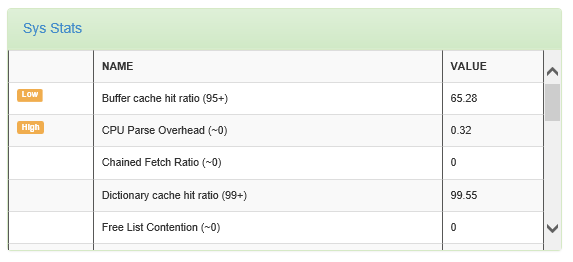 Sys Stats
NAME VALUE
Low Buffer cache hit ratio (95+) 65.28
High CPU Parse Overhead (~0) 0.32
Chained Fetch Ratio (~0) 0
Dictionary cache hit ratio (99+) 99.55
Free List Contention (~0) 0